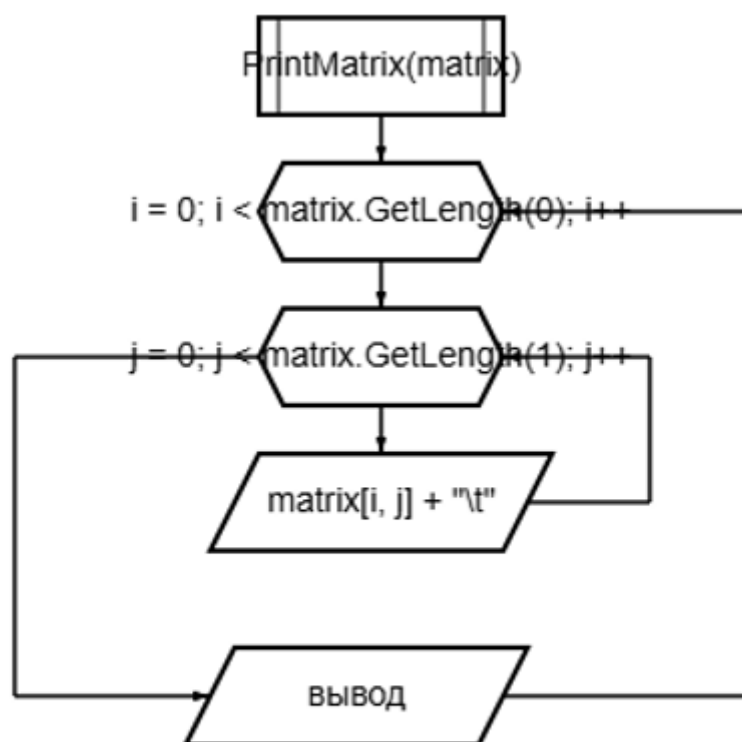 PrintMatrix(matrix)
i = 0; i < matrix.GetLength(0); i++
j = 0; j < matrix.GetLength(1); j++
matrix[i, j] + "\t"
вывод